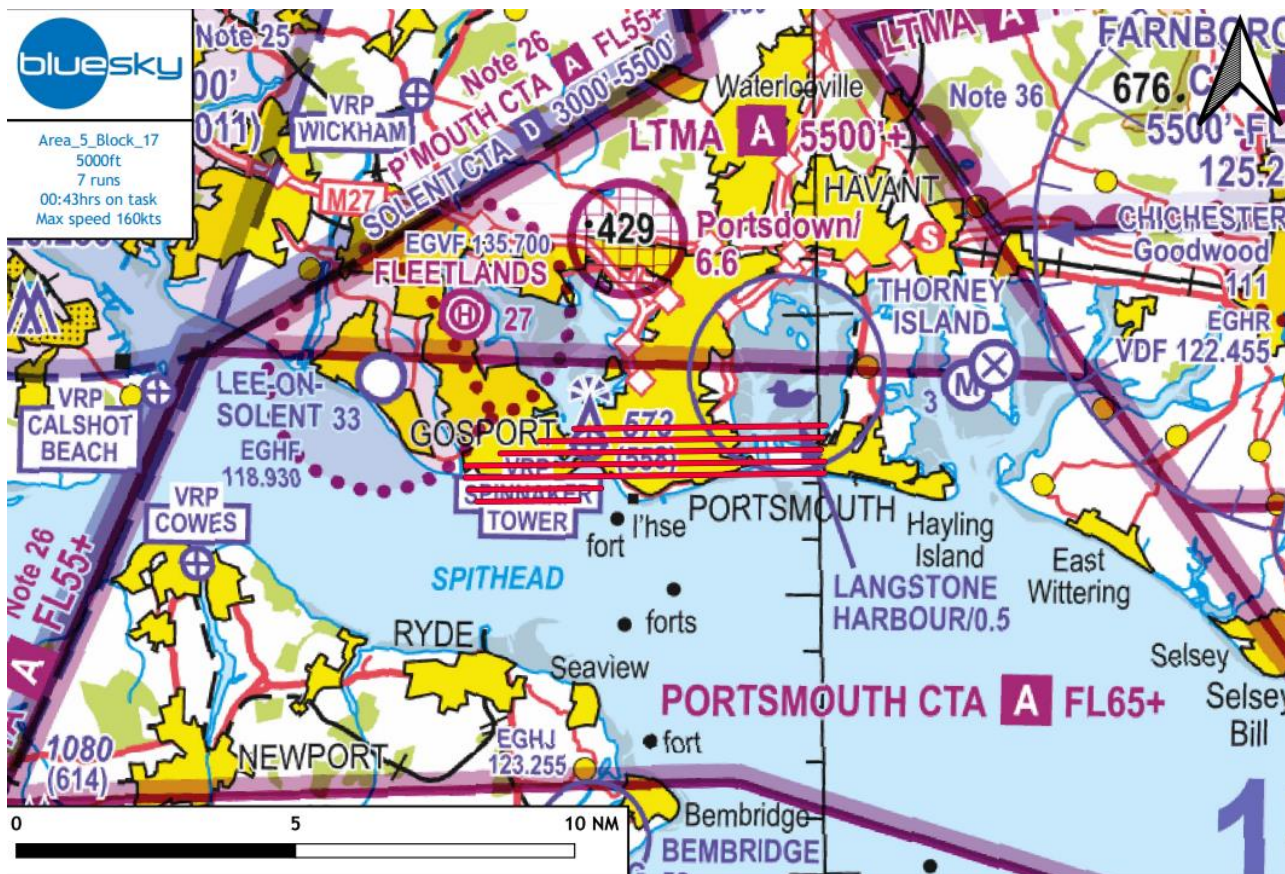 bluesky
Area_5_Block_17
5000ft
7 runs
00:43hrs on task
Max speed 160kts
Note 25
00'
011)
VRP
WICKHAM
Note 26
P'MOUTH CTA A FL55+
SOLENT CTA D 3000'-5500'
M27
Waterlooville
LTMA A 5500'+
LTMA A
Note 36
FARNBORO
676
5500'-FL
125.2
HAVANT
429
Portsdown/
6.6
S
CHICHESTER
Goodwood
111
EGHR
VDF 122.455
EGVF 135.700
FLEETLANDS
H 27
THORNEY
ISLAND
M
3
VRP
CALSHOT
BEACH
LEE-ON-
SOLENT 33
EGHF
118.930
GOSPORT
573
(558)
VRP
SPINNAKER
TOWER
VRP
COWES
l'hse
fort
PORTSMOUTH
Hayling
Island
East
Wittering
SPITHEAD
LANGSTONE
HARBOUR/0.5
forts
Note 26
FL55+
A
RYDE
Seaview
Selsey
Selsey
Bill
PORTSMOUTH CTA A FL65+
1080
(614)
NEWPORT
EGHJ
123.255
fort
Bembridge
BEMBRIDGE
1
0 5 10 NM